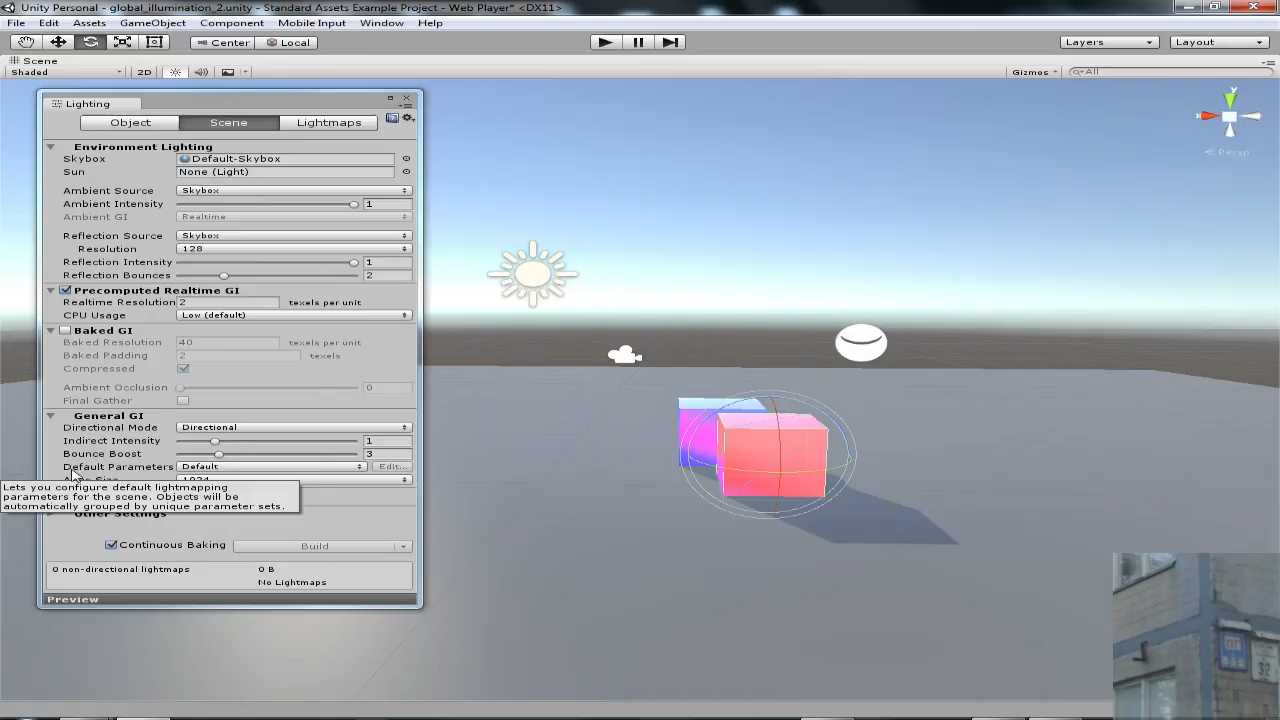 Unity Personal - global_illumination_2.unity - Standard Assets Example Project - Web Player* <DX11>
File Edit Assets GameObject Component Mobile Input Window Help
Center Local Layers Layout
Scene
Shaded 2D Gizmos All
Lighting
Object Scene Lightmaps
Environment Lighting
Skybox Default-Skybox
Sun None (Light)
Ambient Source Skybox
Ambient Intensity 1
Ambient GI Realtime
Reflection Source Skybox
Resolution 128
Reflection Intensity 1
Reflection Bounces 2
Precomputed Realtime GI
Realtime Resolution 2 texels per unit
CPU Usage Low (default)
Baked GI
Baked Resolution 40 texels per unit
Baked Padding 2 texels
Compressed
Ambient Occlusion 0
Final Gather
General GI
Directional Mode Directional
Indirect Intensity 1
Bounce Boost 3
Default Parameters Default Edit...
1024
Lets you configure default lightmapping
parameters for the scene. Objects will be
automatically grouped by unique parameter sets.
Other Settings
Continuous Baking Build
0 non-directional lightmaps 0 B
No Lightmaps
Preview
y
x
< Persp
32